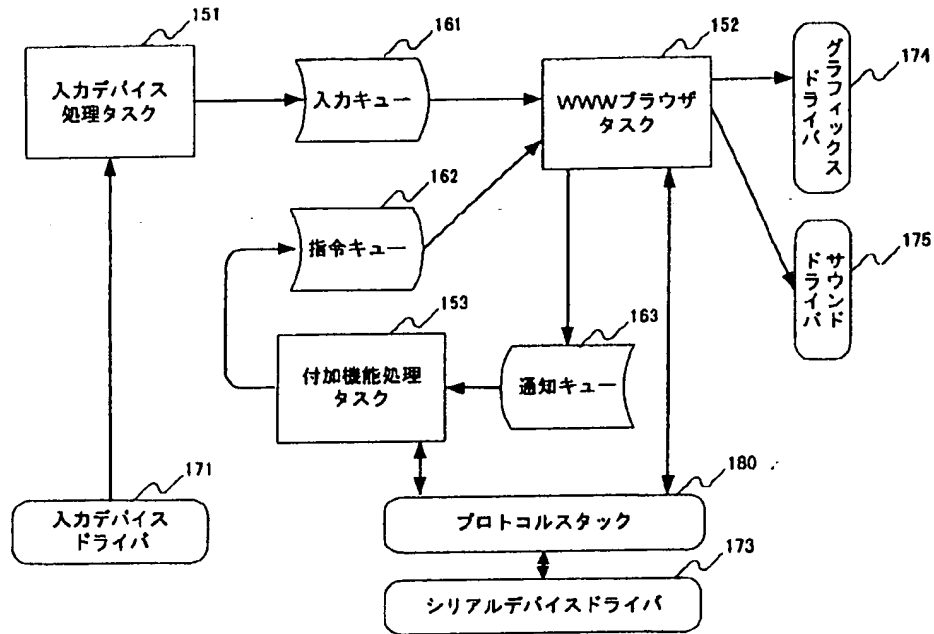 151
入力デバイス
処理タスク
161
入力キュー
152
WWWブラウザ
タスク
グラフィックス
ドライバ
174
162
指令キュー
サウンド
ドライバ
175
153
付加機能処理
タスク
163
通知キュー
171
入力デバイス
ドライバ
180
プロトコルスタック
173
シリアルデバイスドライバ